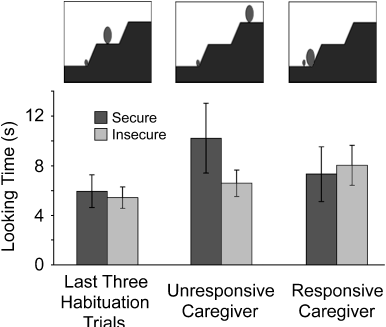 12
8
4
0
Looking Time (s)
Secure
Insecure
Last Three
Habituation
Trials
Unresponsive
Caregiver
Responsive
Caregiver